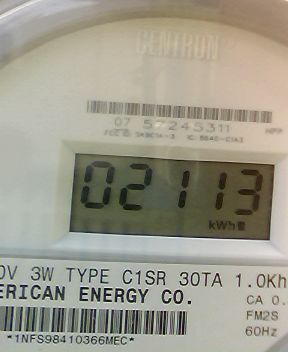 CENTRON
07 57245311
02113
kWh
0V 3W TYPE C1SR 30TA 1.0Kh
ERICAN ENERGY CO.
CA 0.
FM2S
60Hz
*1NFS98410366MEC*